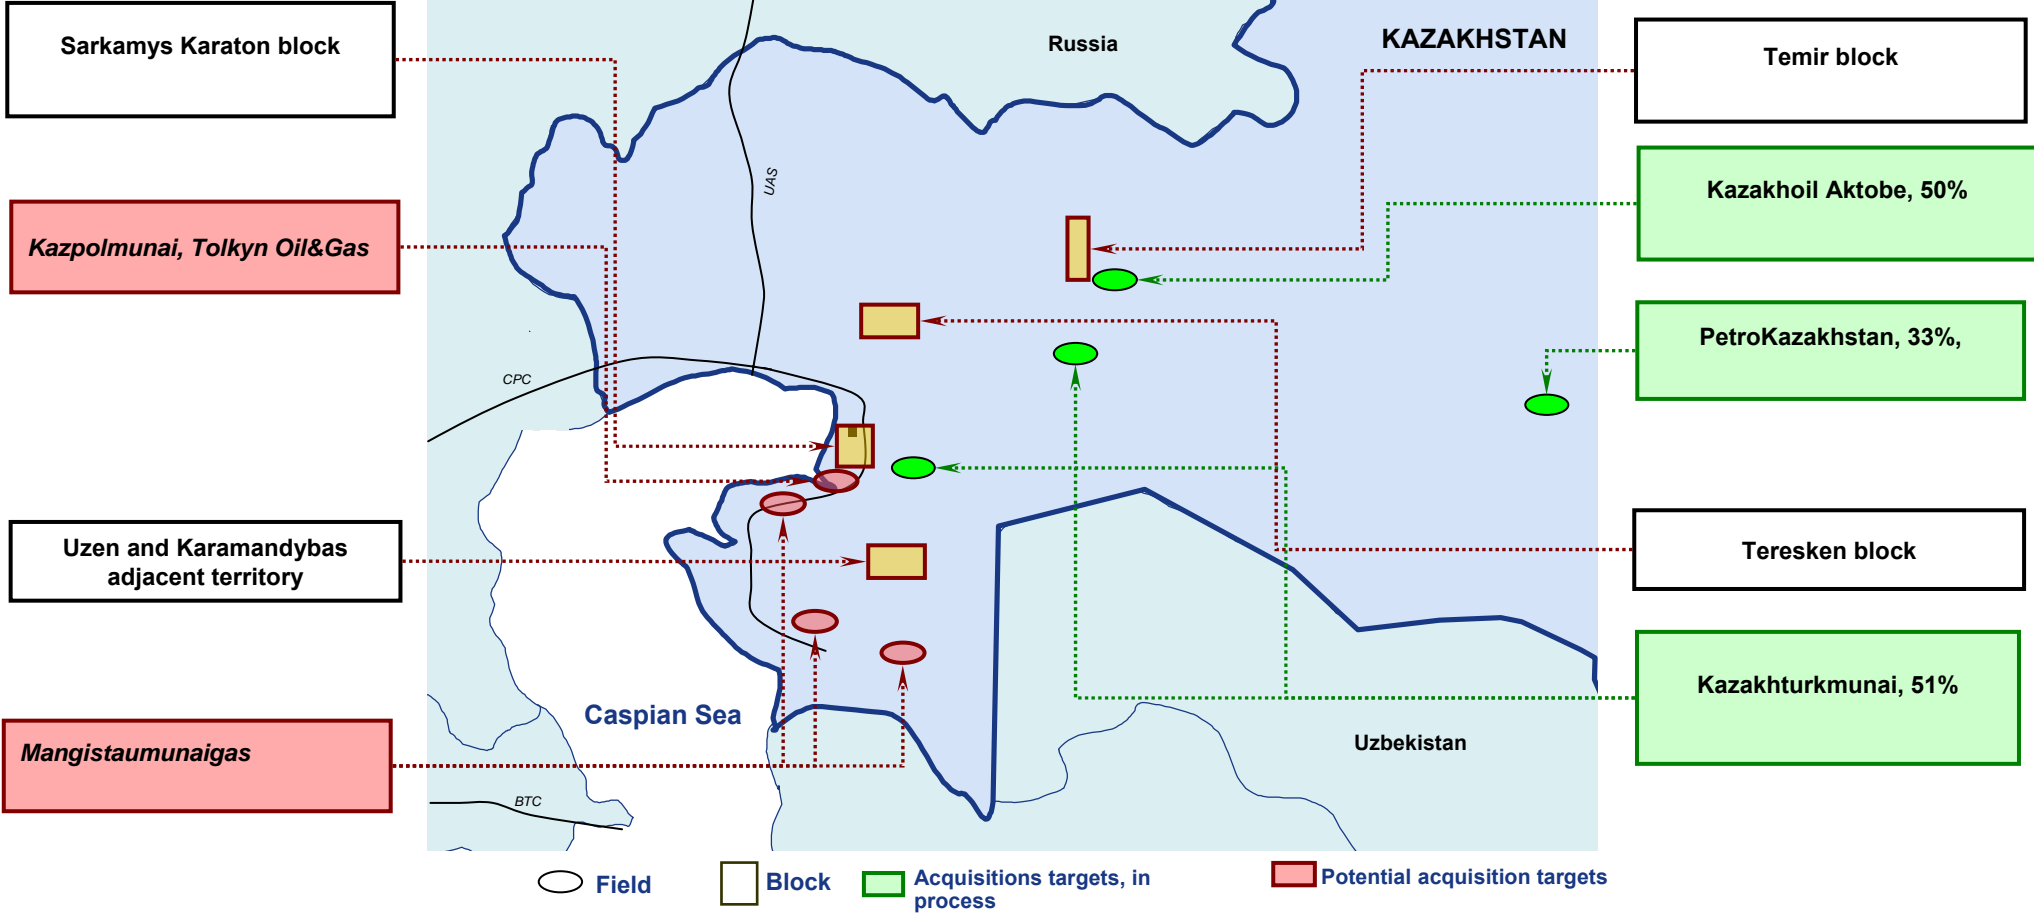 Sarkamys Karaton block
Russia
KAZAKHSTAN
Temir block
UAS
Kazakhoil Aktobe, 50%
Kazpolmunai, Tolkyn Oil&Gas
PetroKazakhstan, 33%,
CPC
Uzen and Karamandybas
adjacent territory
Teresken block
Kazakhturkmunai, 51%
Caspian Sea
Uzbekistan
Mangistaumunaigas
BTC
Field
Block
Acquisitions targets, in
process
Potential acquisition targets